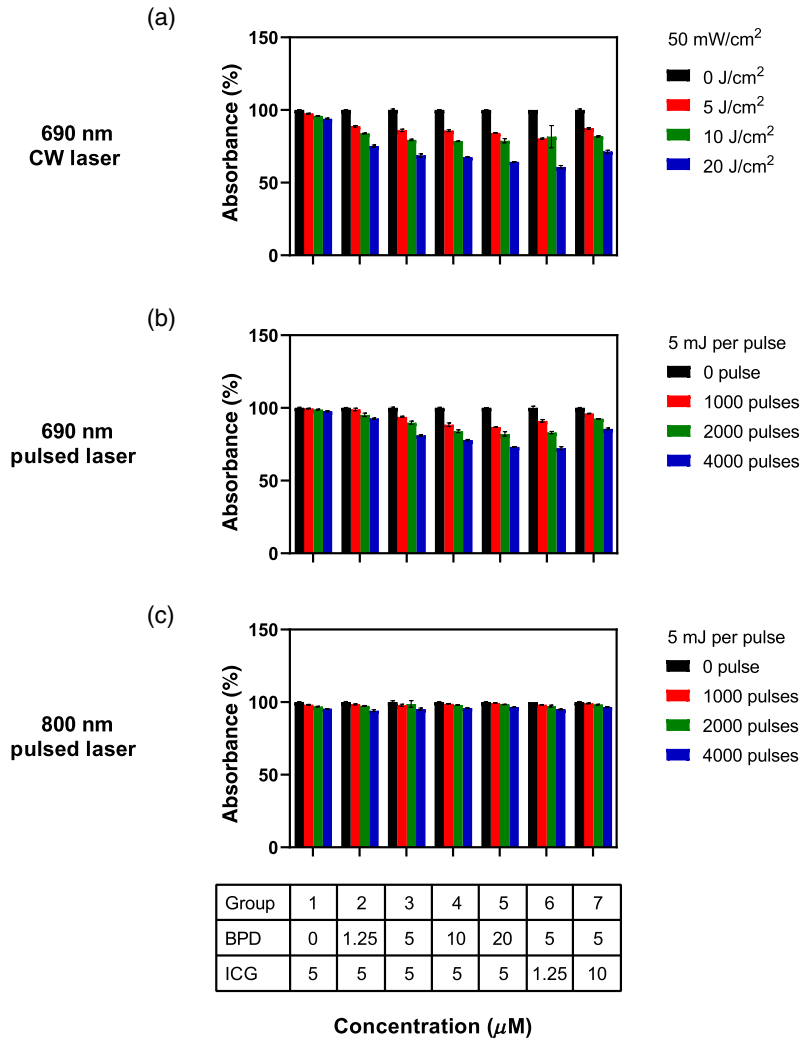 (a)
690 nm
CW laser
Absorbance (%)
150
100
50
0
50 mW/cm²
0 J/cm²
5 J/cm²
10 J/cm²
20 J/cm²
(b)
690 nm
pulsed laser
Absorbance (%)
150
100
50
0
5 mJ per pulse
0 pulse
1000 pulses
2000 pulses
4000 pulses
(c)
800 nm
pulsed laser
Absorbance (%)
150
100
50
0
5 mJ per pulse
0 pulse
1000 pulses
2000 pulses
4000 pulses
Group 1 2 3 4 5 6 7
BPD 0 1.25 5 10 20 5 5
ICG 5 5 5 5 5 1.25 10
Concentration (μM)